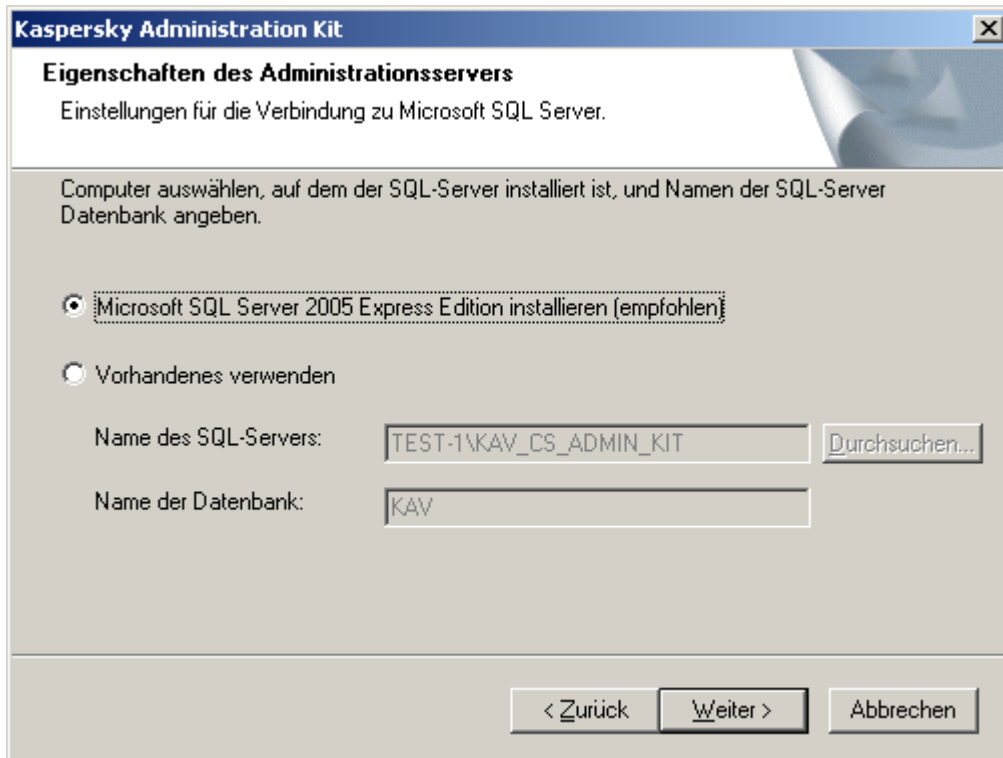 Kaspersky Administration Kit
Eigenschaften des Administrationsservers
Einstellungen für die Verbindung zu Microsoft SQL Server.
Computer auswählen, auf dem der SQL-Server installiert ist, und Namen der SQL-Server
Datenbank angeben.
Microsoft SQL Server 2005 Express Edition installieren (empfohlen)
Vorhandenes verwenden
Name des SQL-Servers: TEST-1\KAV_CS_ADMIN_KIT Durchsuchen...
Name der Datenbank: KAV
< Zurück Weiter > Abbrechen